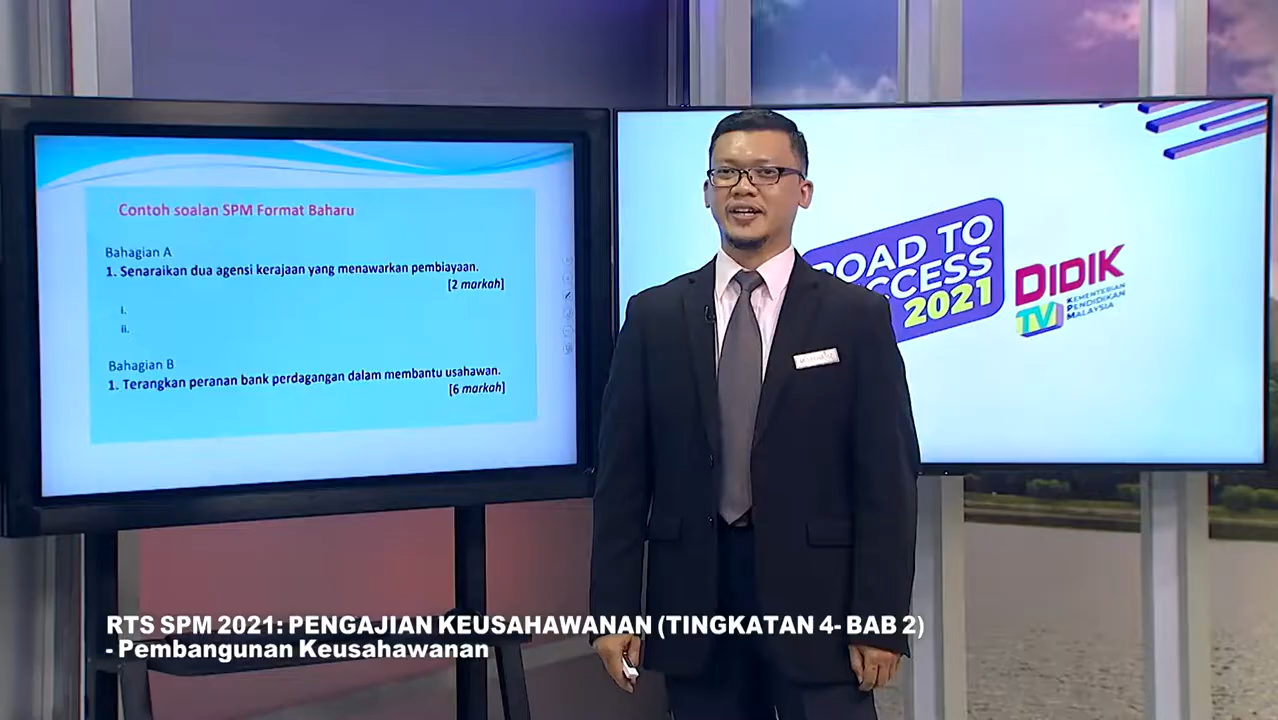 Contoh soalan SPM Format Baharu
Bahagian A
1. Senaraikan dua agensi kerajaan yang menawarkan pembiayaan.
[2 markah]
i.
ii.
Bahagian B
1. Terangkan peranan bank perdagangan dalam membantu usahawan.
[6 markah]
ROAD TO
CCESS
2021
DIDIK
TV
KEMENTERIAN
PENDIDIKAN
MALAYSIA
RTS SPM 2021: PENGAJIAN KEUSAHAWANAN (TINGKATAN 4- BAB 2)
- Pembangunan Keusahawanan